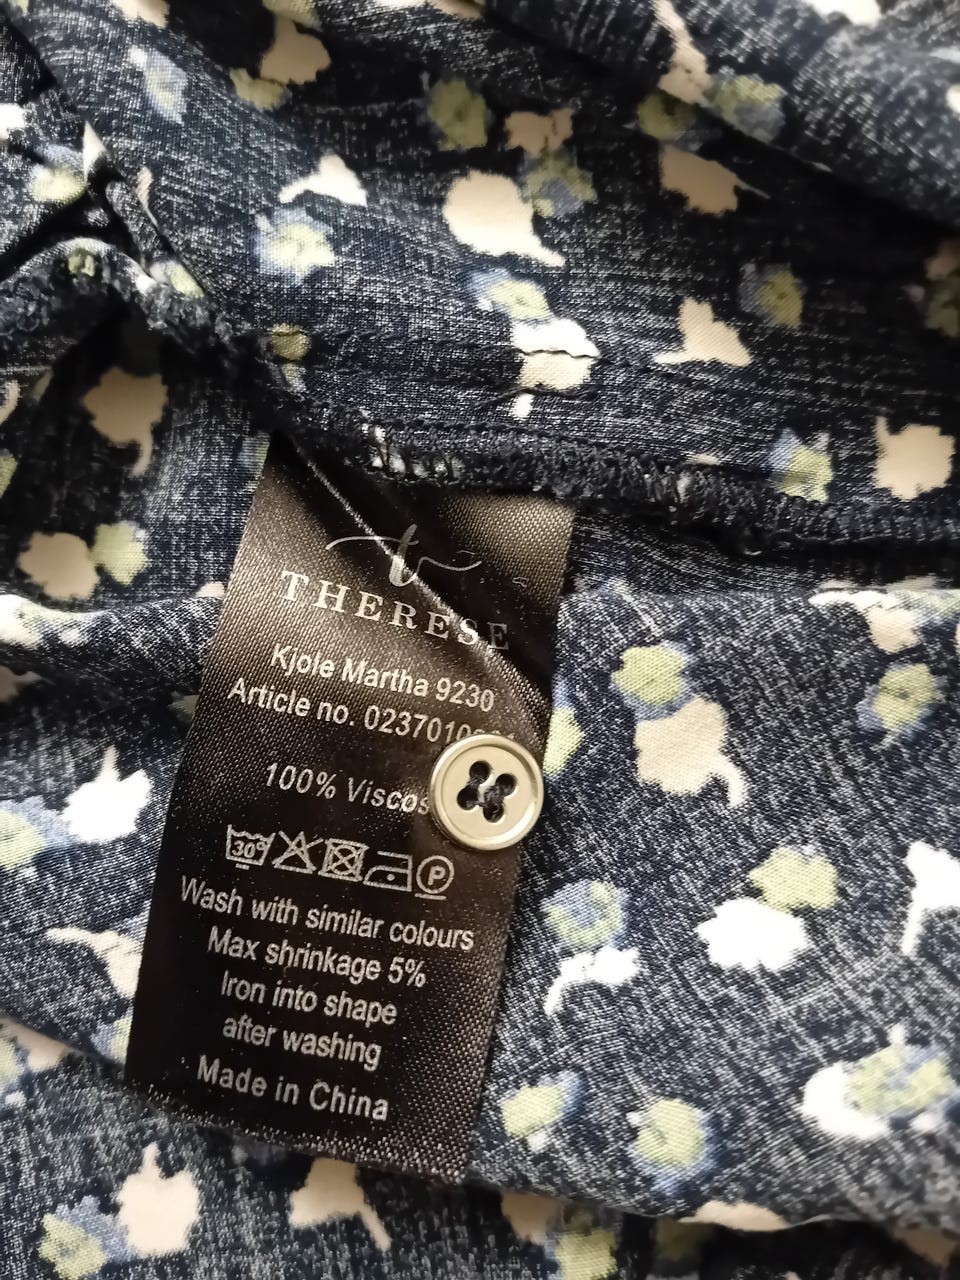 t
THERESE
Kjole Martha 9230
Article no.
100%
30°
P
Wash with similar colours
Max shrinkage 5%
Iron into shape
after washing
Made in China